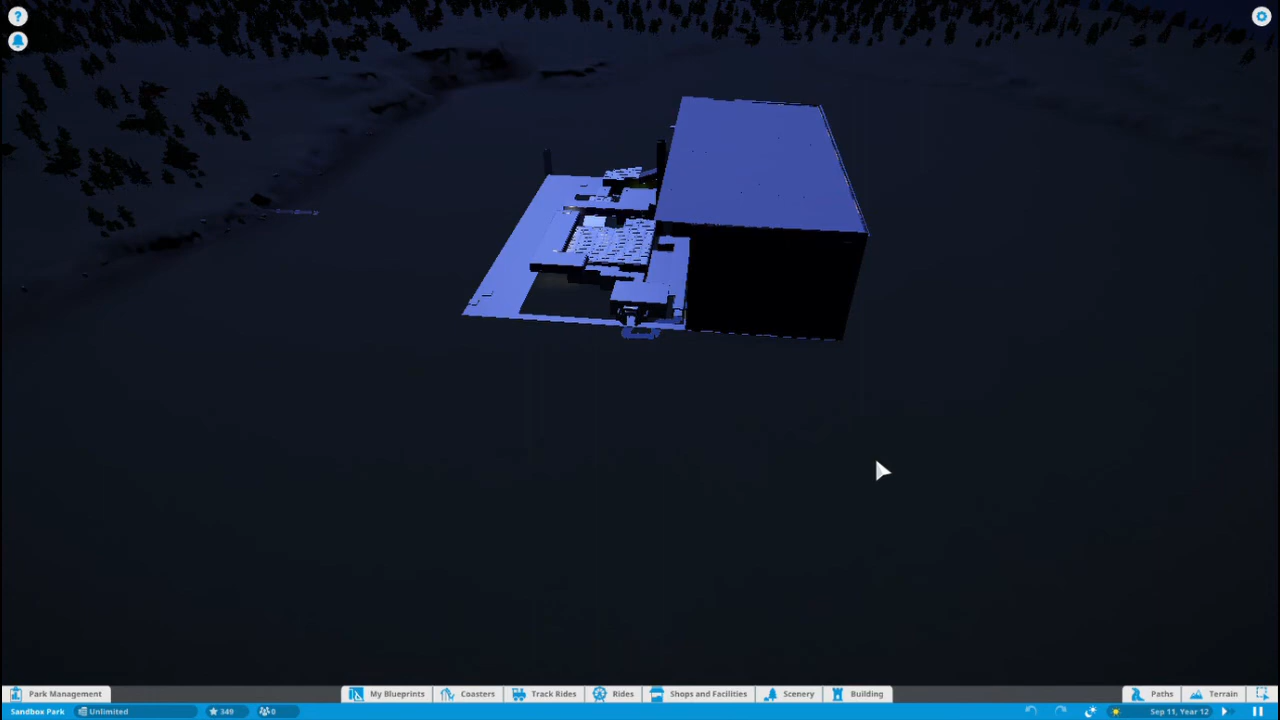 ?
Park Management
My Blueprints
Coasters
Track Rides
Rides
Shops and Facilities
Scenery
Building
Paths
Terrain
Sandbox Park
Unlimited
349
0
Sep 11, Year 12